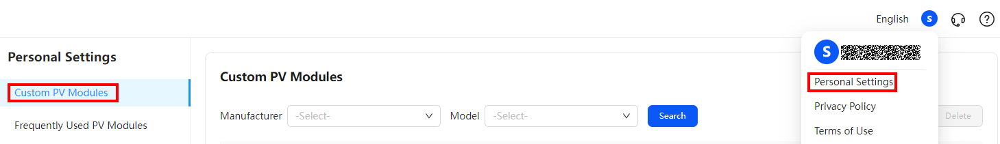 English S
Personal Settings
S
Custom PV Modules
Personal Settings
Custom PV Modules
Manufacturer -Select- Model -Select- Search
Privacy Policy
Delete
Frequently Used PV Modules
Terms of Use